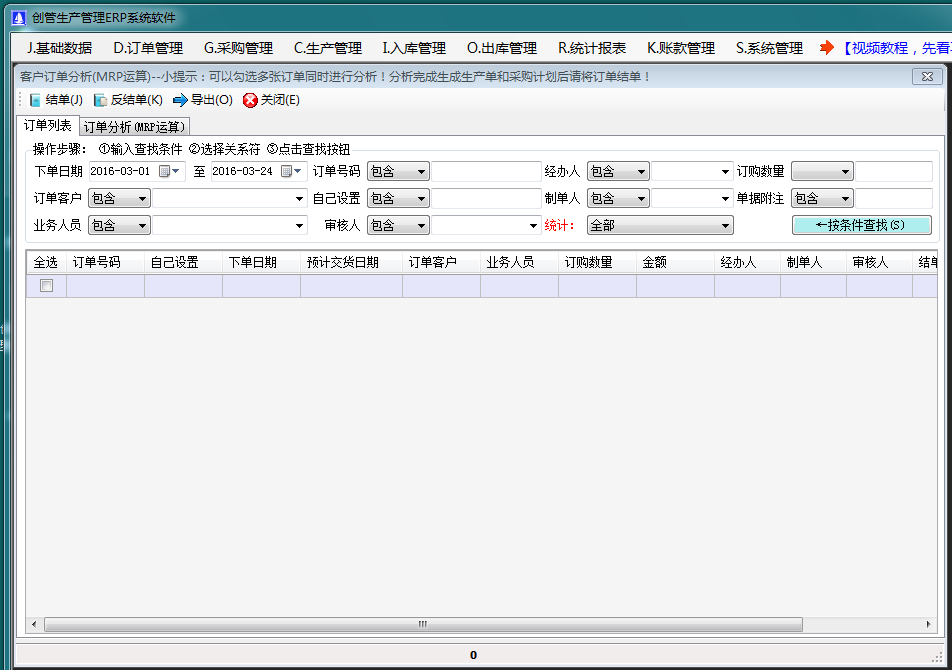 创管生产管理ERP系统软件
J.基础数据 D.订单管理 G.采购管理 C.生产管理 I.入库管理 O.出库管理 R.统计报表 K.账款管理 S.系统管理 【视频教程，先看
客户订单分析(MRP运算)--小提示：可以勾选多张订单同时进行分析！分析完成生成生产单和采购计划后请将订单结单！
结单(J) 反结单(K) 导出(O) 关闭(E)
订单列表 订单分析(MRP运算)
操作步骤： ①输入查找条件 ②选择关系符 ③点击查找按钮
下单日期 2016-03-01 至 2016-03-24 订单号码 包含 经办人 包含 订购数量
订单客户 包含 自己设置 包含 制单人 包含 单据附注 包含
业务人员 包含 审核人 包含 统计： 全部 ←按条件查找(S)
全选 订单号码 自己设置 下单日期 预计交货日期 订单客户 业务人员 订购数量 金额 经办人 制单人 审核人 结单
0